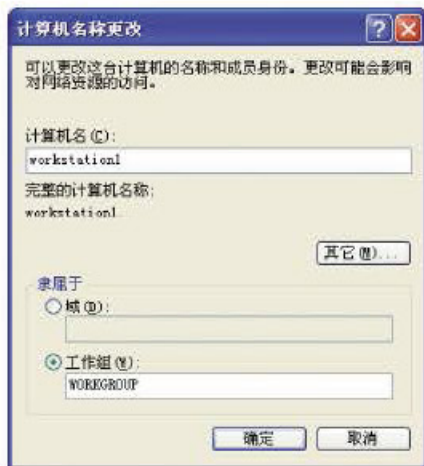 计算机名称更改
可以更改这台计算机的名称和成员身份。更改可能会影响
对网络资源的访问。
计算机名(C):
workstation1
完整的计算机名称:
workstation1.
其它(M)...
隶属于
域(D):
工作组(W):
WORKGROUP
确定
取消